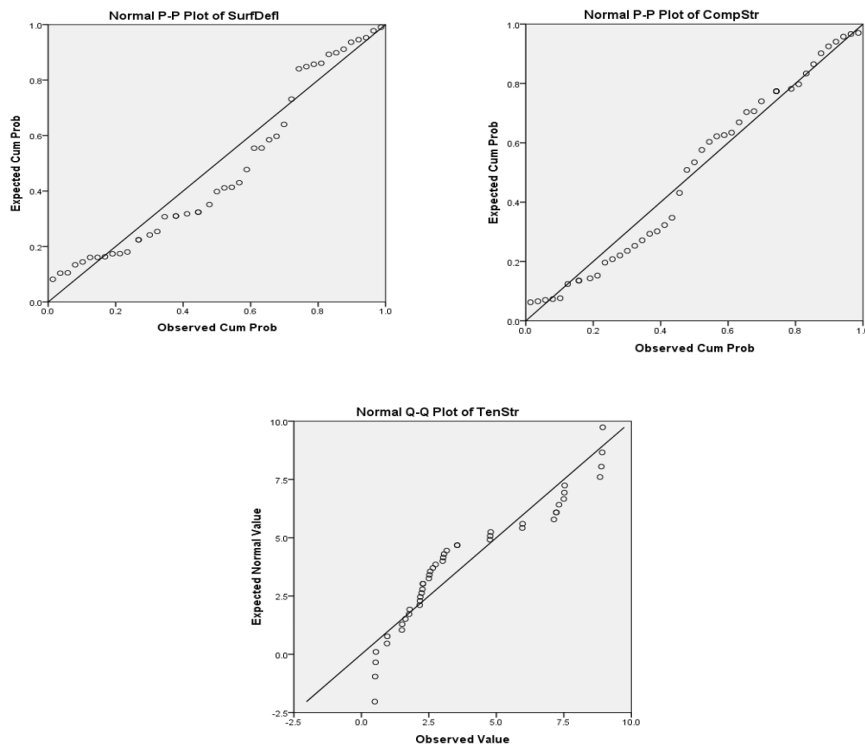 Normal P-P Plot of SurfDefl
Expected Cum Prob
1.0
0.8
0.6
0.4
0.2
0.0
0.0 0.2 0.4 0.6 0.8 1.0
Observed Cum Prob
Normal P-P Plot of CompStr
Expected Cum Prob
1.0
0.8
0.6
0.4
0.2
0.0
0.0 0.2 0.4 0.6 0.8 1.0
Observed Cum Prob
Normal Q-Q Plot of TenStr
Expected Normal Value
10.0
7.5
5.0
2.5
0.0
-2.5
-2.5 0.0 2.5 5.0 7.5 10.0
Observed Value